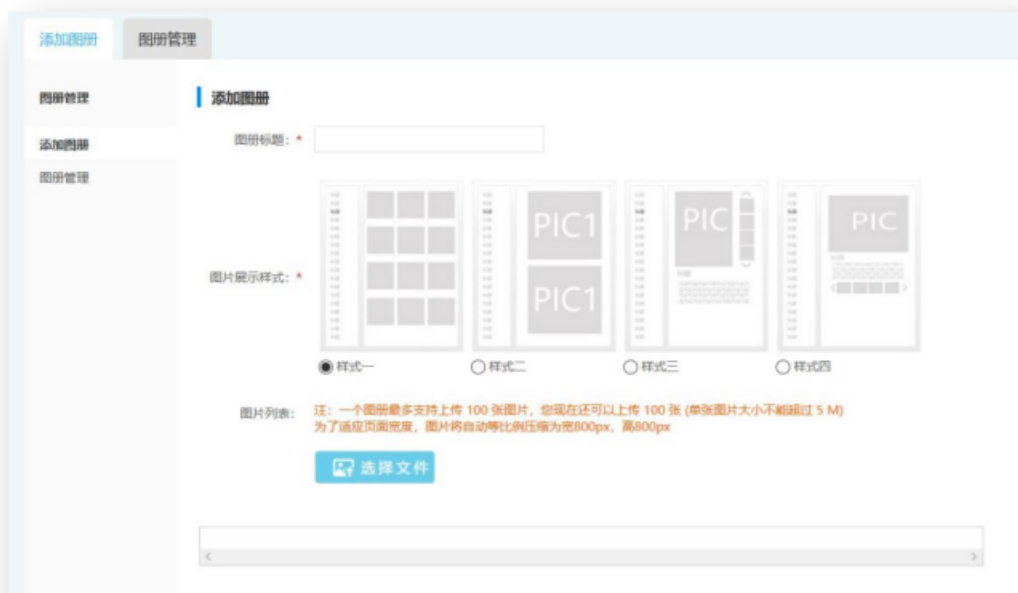 添加图册
图册管理
图册管理
添加图册
图册管理
添加图册
图册标题：*
图片展示样式：*
PIC1
PIC1
PIC
PIC
样式一
样式二
样式三
样式四
图片列表：
注：一个图册最多支持上传 100 张图片，您现在还可以上传 100 张 (单张图片大小不能超过 5 M)
为了适应页面宽度，图片将自动等比例压缩为宽800px，高800px
选择文件